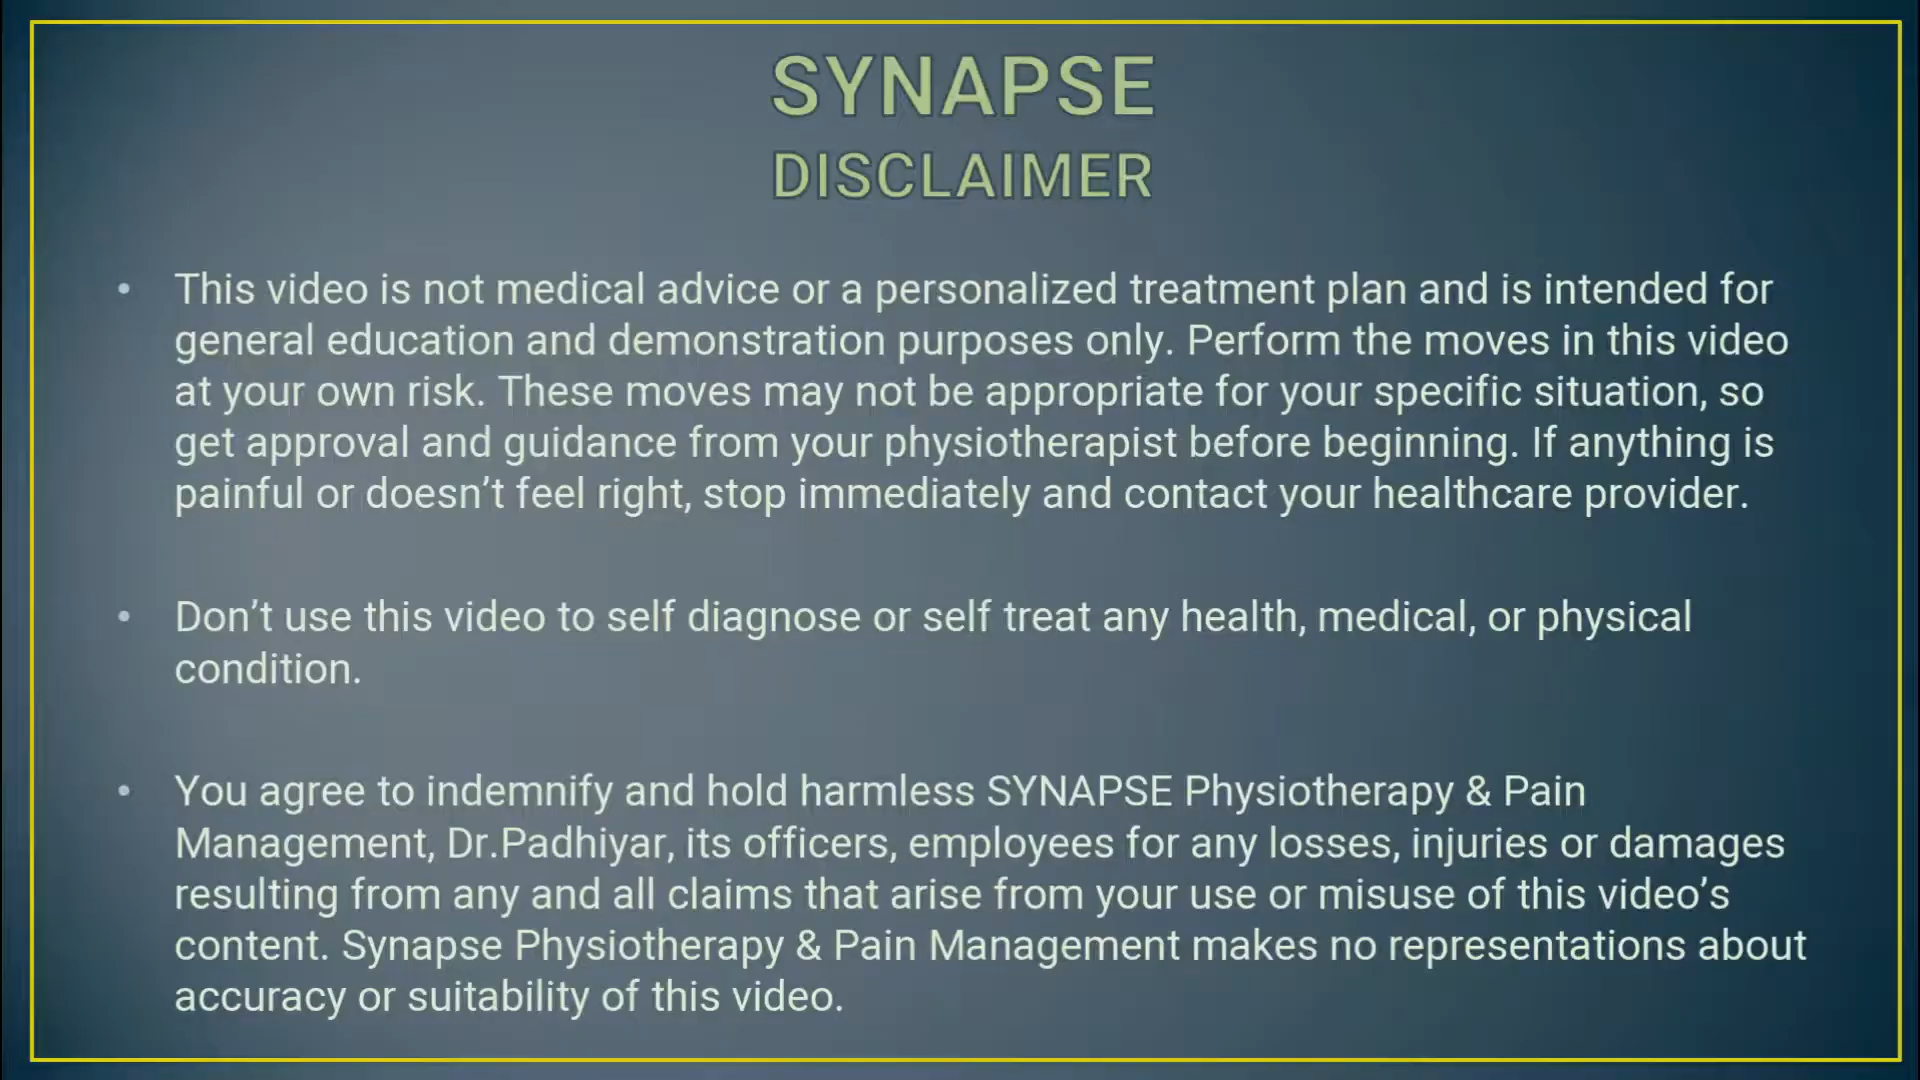 SYNAPSE
DISCLAIMER
• This video is not medical advice or a personalized treatment plan and is intended for
general education and demonstration purposes only. Perform the moves in this video
at your own risk. These moves may not be appropriate for your specific situation, so
get approval and guidance from your physiotherapist before beginning. If anything is
painful or doesn’t feel right, stop immediately and contact your healthcare provider.
• Don’t use this video to self diagnose or self treat any health, medical, or physical
condition.
• You agree to indemnify and hold harmless SYNAPSE Physiotherapy & Pain
Management, Dr.Padhiyar, its officers, employees for any losses, injuries or damages
resulting from any and all claims that arise from your use or misuse of this video’s
content. Synapse Physiotherapy & Pain Management makes no representations about
accuracy or suitability of this video.